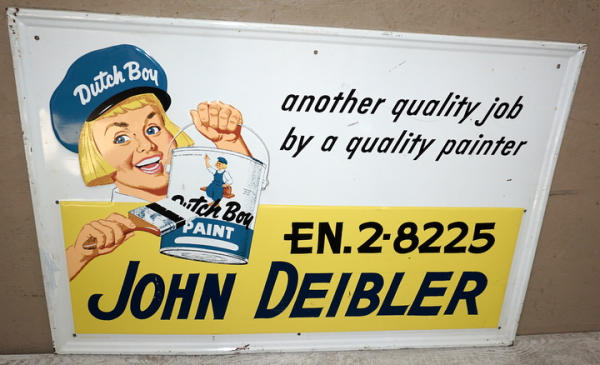 Dutch Boy
another quality job
by a quality painter
Dutch Boy
PAINT
EN. 2-8225
JOHN DEIBLER